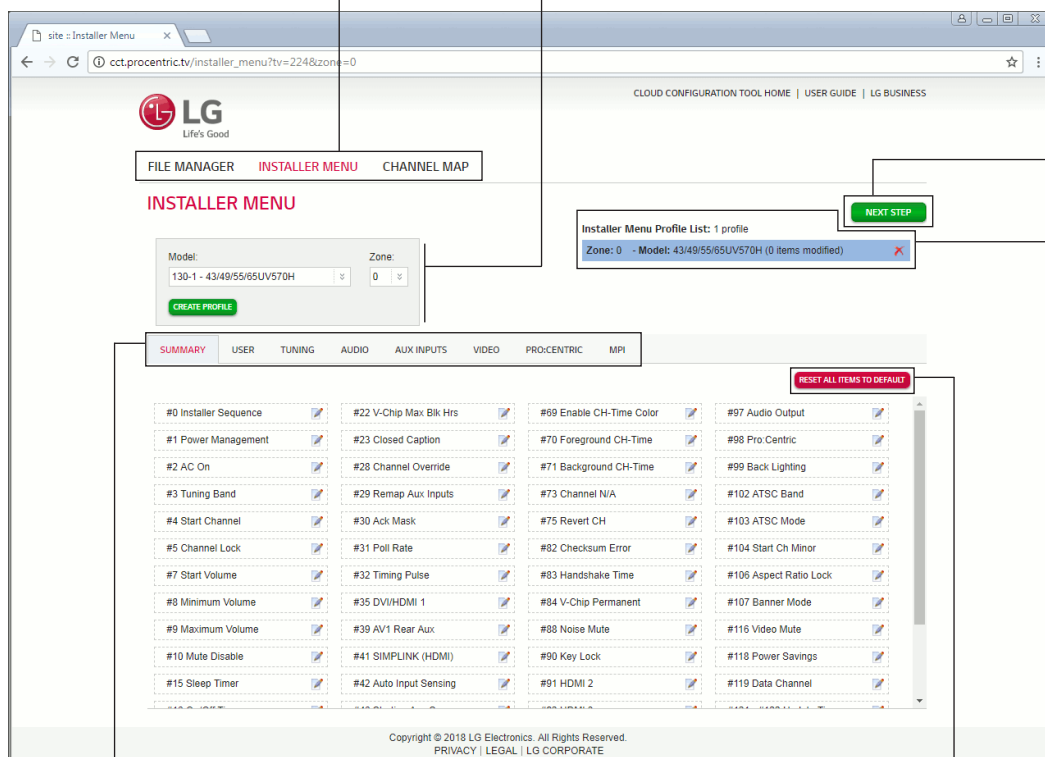 site :: Installer Menu
cct.procentric.tv/installer_menu?tv=224&zone=0
CLOUD CONFIGURATION TOOL HOME | USER GUIDE | LG BUSINESS
LG
Life's Good
FILE MANAGER INSTALLER MENU CHANNEL MAP
INSTALLER MENU
NEXT STEP
Installer Menu Profile List: 1 profile
Zone: 0 - Model: 43/49/55/65UV570H (0 items modified)
Model: Zone:
130-1 - 43/49/55/65UV570H 0
CREATE PROFILE
SUMMARY USER TUNING AUDIO AUX INPUTS VIDEO PRO:CENTRIC MPI
RESET ALL ITEMS TO DEFAULT
#0 Installer Sequence #22 V-Chip Max Blk Hrs #69 Enable CH-Time Color #97 Audio Output
#1 Power Management #23 Closed Caption #70 Foreground CH-Time #98 Pro:Centric
#2 AC On #28 Channel Override #71 Background CH-Time #99 Back Lighting
#3 Tuning Band #29 Remap Aux Inputs #73 Channel N/A #102 ATSC Band
#4 Start Channel #30 Ack Mask #75 Revert CH #103 ATSC Mode
#5 Channel Lock #31 Poll Rate #82 Checksum Error #104 Start Ch Minor
#7 Start Volume #32 Timing Pulse #83 Handshake Time #106 Aspect Ratio Lock
#8 Minimum Volume #35 DVI/HDMI 1 #84 V-Chip Permanent #107 Banner Mode
#9 Maximum Volume #39 AV1 Rear Aux #88 Noise Mute #116 Video Mute
#10 Mute Disable #41 SIMPLINK (HDMI) #90 Key Lock #118 Power Savings
#15 Sleep Timer #42 Auto Input Sensing #91 HDMI 2 #119 Data Channel
Copyright © 2018 LG Electronics. All Rights Reserved.
PRIVACY | LEGAL | LG CORPORATE